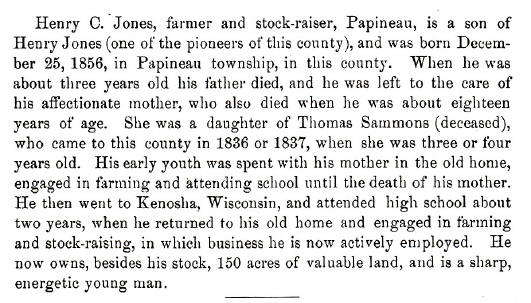 Henry C. Jones, farmer and stock-raiser, Papineau, is a son of
Henry Jones (one of the pioneers of this county), and was born Decem-
ber 25, 1856, in Papineau township, in this county. When he was
about three years old his father died, and he was left to the care of
his affectionate mother, who also died when he was about eighteen
years of age. She was a daughter of Thomas Sammons (deceased),
who came to this county in 1836 or 1837, when she was three or four
years old. His early youth was spent with his mother in the old home,
engaged in farming and attending school until the death of his mother.
He then went to Kenosha, Wisconsin, and attended high school about
two years, when he returned to his old home and engaged in farming
and stock-raising, in which business he is now actively employed. He
now owns, besides his stock, 150 acres of valuable land, and is a sharp,
energetic young man.